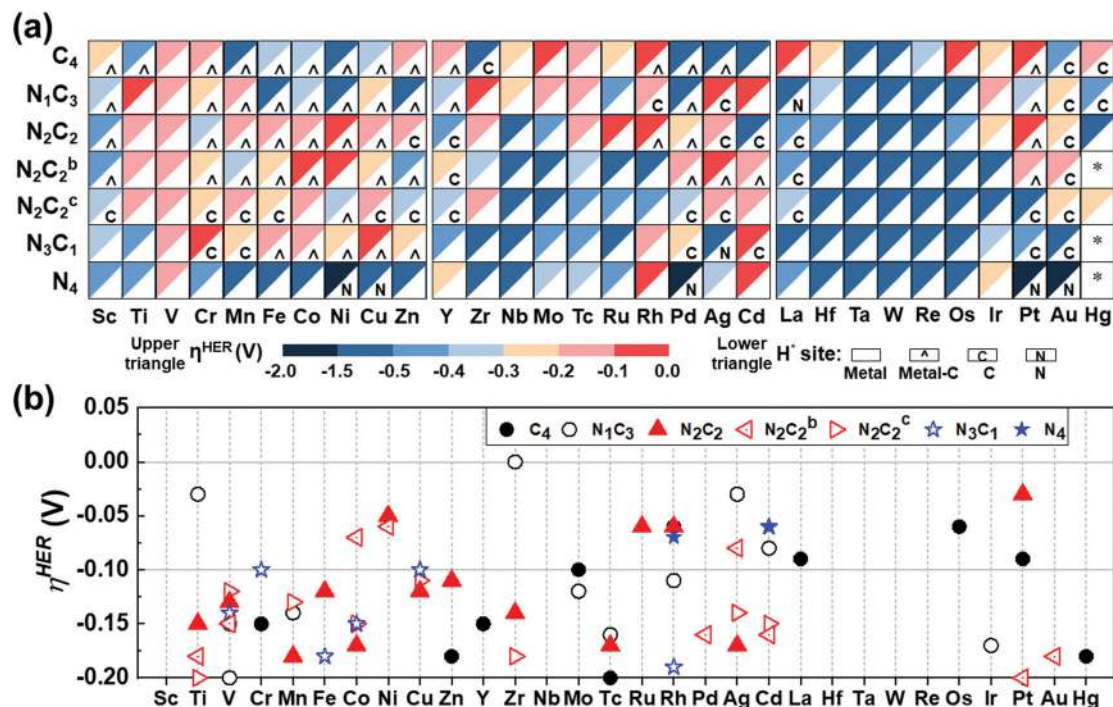 (a)
C₄ ^ ^ ^ ^ ^ ^ ^ ^ ^ ^ C ^ ^ ^ ^ ^ C C
N₁C₃ ^ ^ ^ ^ ^ ^ ^ ^ ^ C ^ C N ^ C C
N₂C₂ ^ ^ ^ ^ ^ ^ ^ C C ^ ^ C C C ^ C
N₂C₂ᵇ ^ ^ ^ ^ ^ ^ ^ C ^ ^ ^ C ^ C *
N₂C₂ᶜ C C C C ^ C C C C C C C C C
N₃C₁ C C ^ ^ ^ C ^ C N C C C *
N₄ N N N N N *
Sc Ti V Cr Mn Fe Co Ni Cu Zn Y Zr Nb Mo Tc Ru Rh Pd Ag Cd La Hf Ta W Re Os Ir Pt Au Hg
Upper triangle η^HER (V)
-2.0 -1.5 -0.5 -0.4 -0.3 -0.2 -0.1 0.0
Lower triangle H* site:
^ C N
Metal Metal-C C N
(b)
C₄ N₁C₃ N₂C₂ N₂C₂ᵇ N₂C₂ᶜ N₃C₁ N₄
η^HER (V)
0.05
0.00
-0.05
-0.10
-0.15
-0.20
Sc Ti V Cr Mn Fe Co Ni Cu Zn Y Zr Nb Mo Tc Ru Rh Pd Ag Cd La Hf Ta W Re Os Ir Pt Au Hg